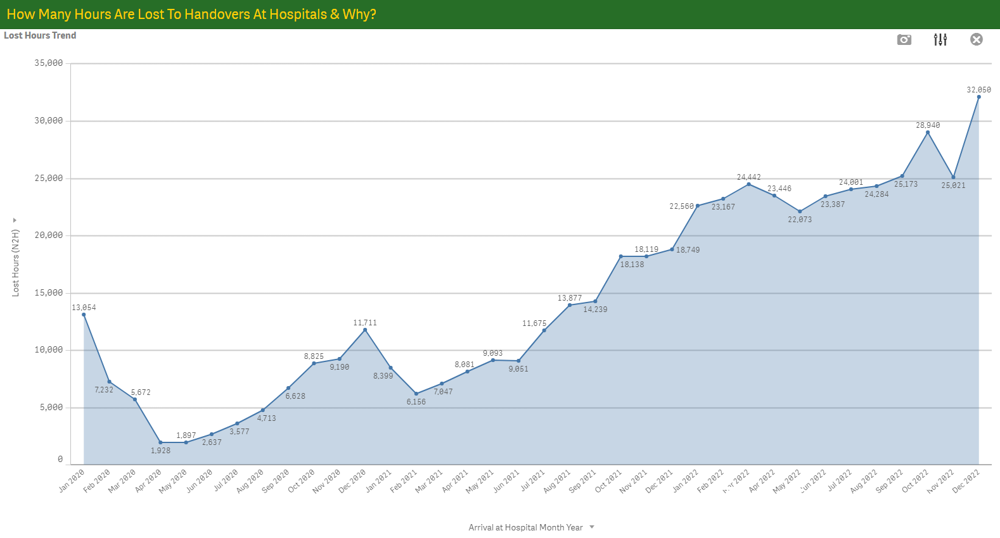 How Many Hours Are Lost To Handovers At Hospitals & Why?
Lost Hours Trend
35,000
30,000
25,000
20,000
15,000
10,000
5,000
0
Lost Hours (N2H)
13,054
7,232
5,672
1,928
1,897
2,637
3,577
4,713
6,628
8,825
9,190
11,711
8,399
6,156
7,047
8,081
9,093
9,051
11,675
13,877
14,239
18,138
18,119
18,749
22,560
23,167
24,442
23,446
22,073
23,387
24,001
24,284
25,173
28,940
25,021
32,050
Jan 2020
Feb 2020
Mar 2020
Apr 2020
May 2020
Jun 2020
Jul 2020
Aug 2020
Sep 2020
Oct 2020
Nov 2020
Dec 2020
Jan 2021
Feb 2021
Mar 2021
Apr 2021
May 2021
Jun 2021
Jul 2021
Aug 2021
Sep 2021
Oct 2021
Nov 2021
Dec 2021
Jan 2022
Feb 2022
Mar 2022
Apr 2022
May 2022
Jun 2022
Jul 2022
Aug 2022
Sep 2022
Oct 2022
Nov 2022
Dec 2022
Arrival at Hospital Month Year